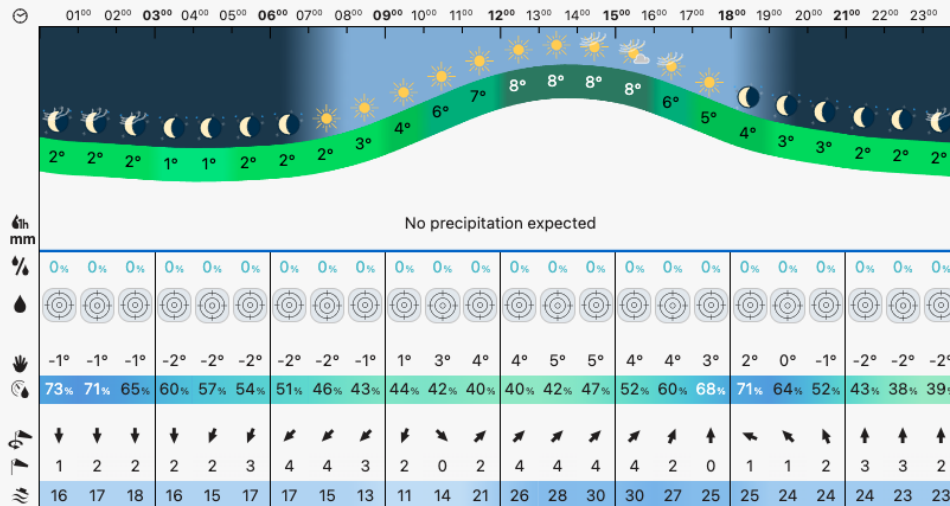 01⁰⁰ 02⁰⁰ 03⁰⁰ 04⁰⁰ 05⁰⁰ 06⁰⁰ 07⁰⁰ 08⁰⁰ 09⁰⁰ 10⁰⁰ 11⁰⁰ 12⁰⁰ 13⁰⁰ 14⁰⁰ 15⁰⁰ 16⁰⁰ 17⁰⁰ 18⁰⁰ 19⁰⁰ 20⁰⁰ 21⁰⁰ 22⁰⁰ 23⁰⁰
2° 2° 2° 1° 1° 2° 2° 2° 3° 4° 6° 7° 8° 8° 8° 8° 6° 5° 4° 3° 3° 2° 2° 2°
1h
mm
No precipitation expected
0% 0% 0% 0% 0% 0% 0% 0% 0% 0% 0% 0% 0% 0% 0% 0% 0% 0% 0% 0% 0% 0% 0% 0%
-1° -1° -1° -2° -2° -2° -2° -2° -1° 1° 3° 4° 4° 5° 5° 4° 4° 3° 2° 0° -1° -2° -2° -2°
73% 71% 65% 60% 57% 54% 51% 46% 43% 44% 42% 40% 40% 42% 47% 52% 60% 68% 71% 64% 52% 43% 38% 39%
1 2 2 2 2 3 4 4 3 2 0 2 4 4 4 4 2 0 1 1 2 3 3 2
16 17 18 16 15 17 17 15 13 11 14 21 26 28 30 30 27 25 25 24 24 24 23 23